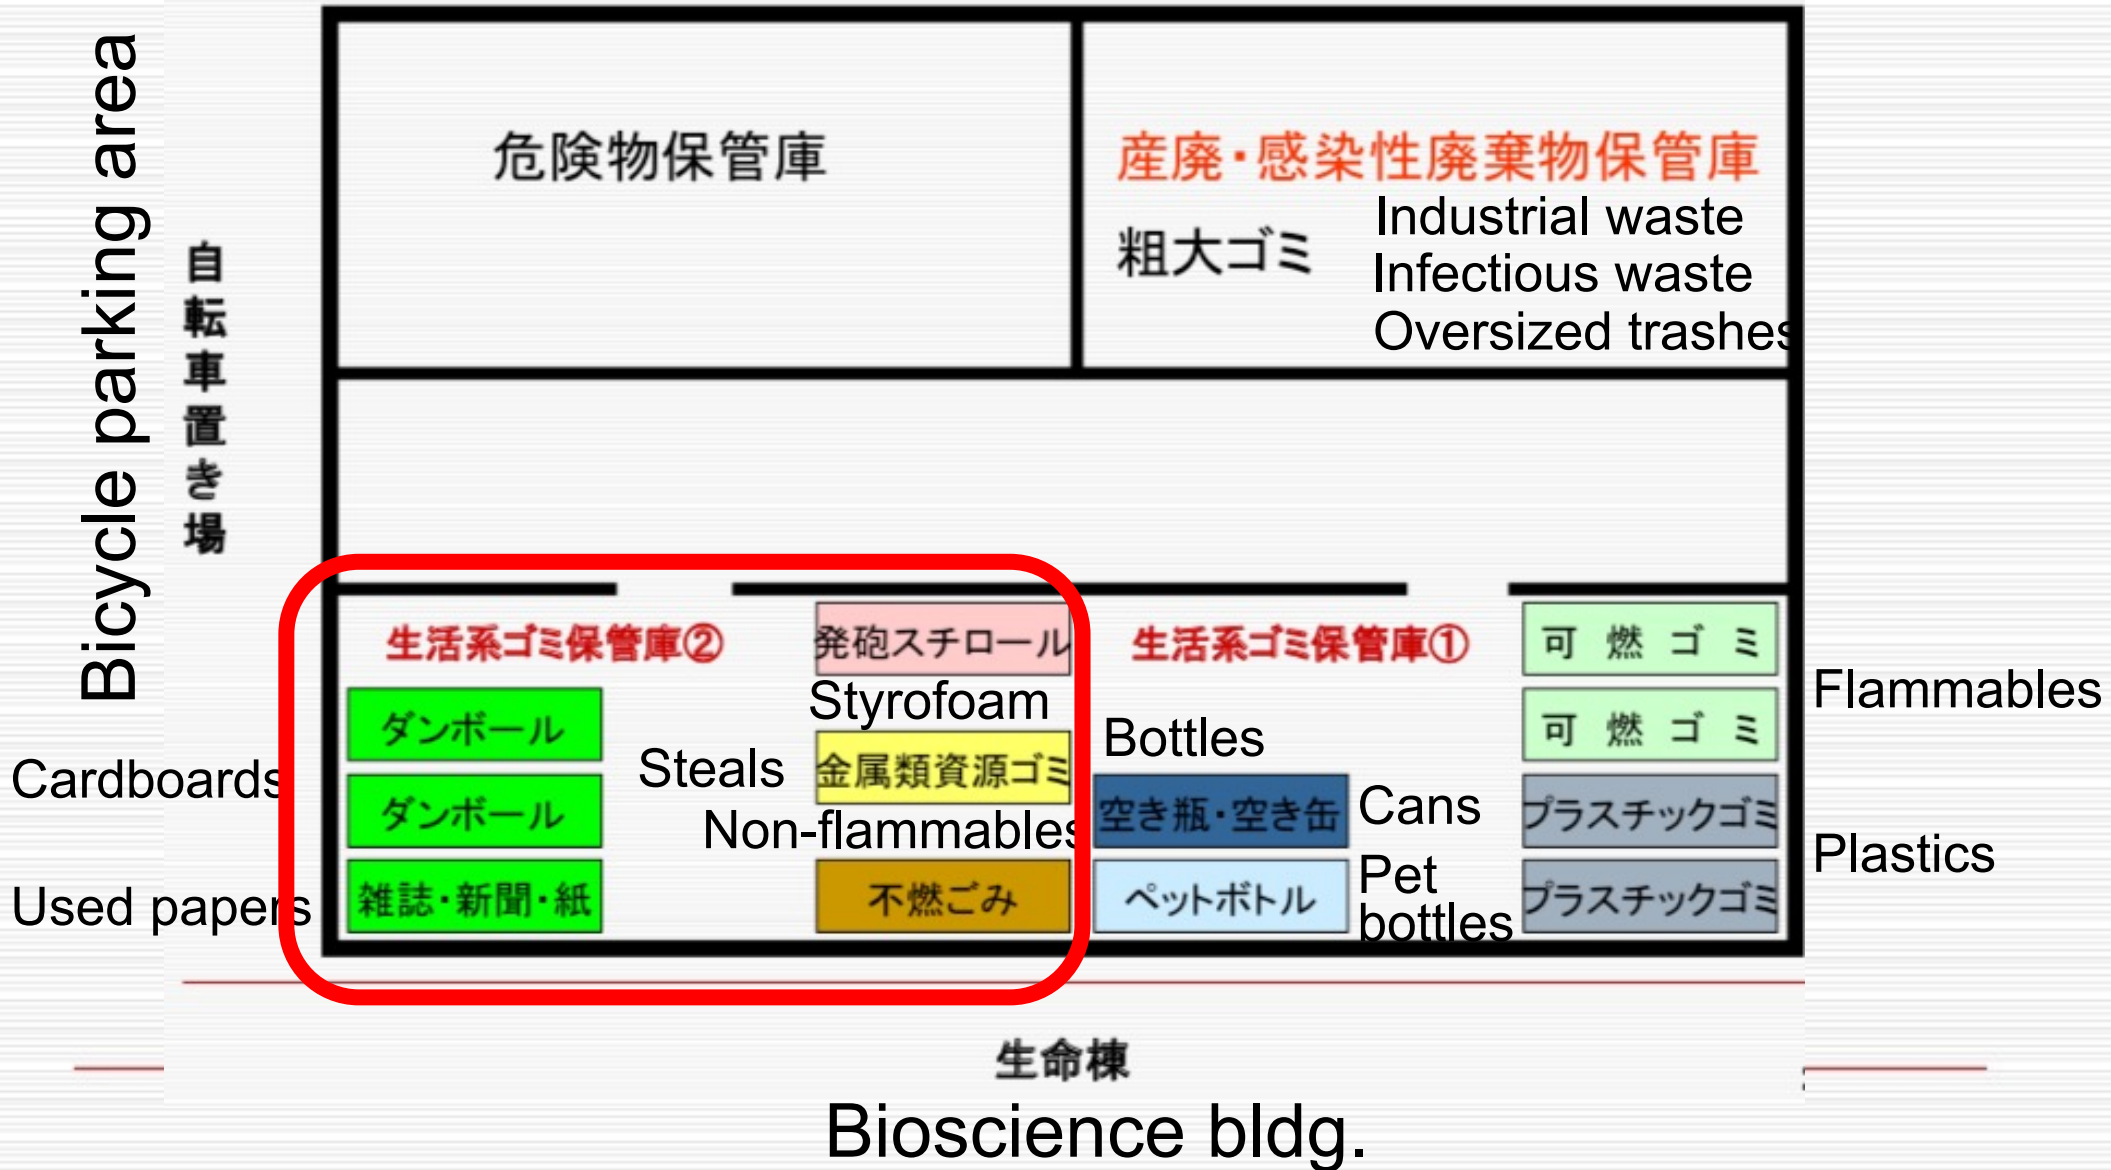 Bicycle parking area
自転車置き場
危険物保管庫
産廃・感染性廃棄物保管庫
粗大ゴミ
Industrial waste
Infectious waste
Oversized trashes
生活系ゴミ保管庫②
発砲スチロール
Styrofoam
ダンボール
Cardboards
ダンボール
Steals
金属類資源ゴミ
Non-flammables
Used papers
雑誌・新聞・紙
不燃ごみ
生活系ゴミ保管庫①
Bottles
空き瓶・空き缶
Cans
ペットボトル
Pet
bottles
可燃ゴミ
可燃ゴミ
Flammables
プラスチックゴミ
プラスチックゴミ
Plastics
生命棟
Bioscience bldg.